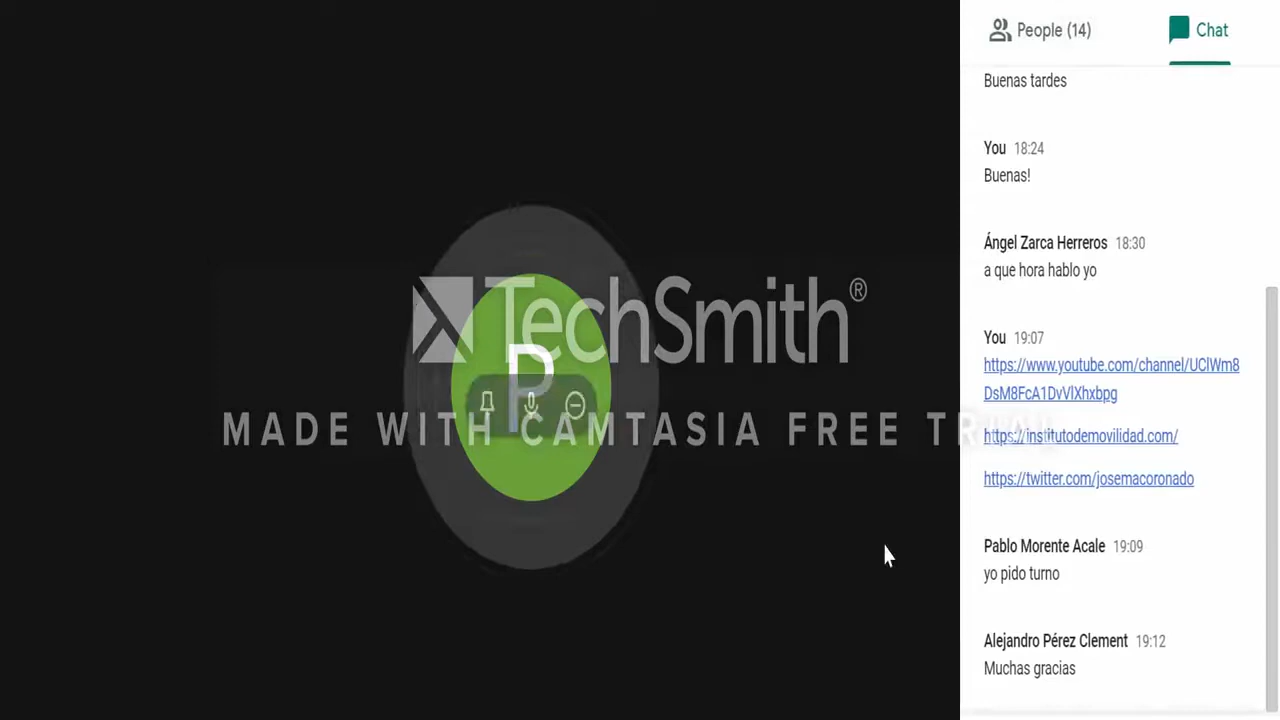 People (14)
Chat
Buenas tardes
You 18:24
Buenas!
Ángel Zarca Herreros 18:30
a que hora hablo yo
You 19:07
https://www.youtube.com/channel/UClWm8
DsM8FcA1DvVlXhxbpg
https://institutodemovilidad.com/
https://twitter.com/josemacoronado
Pablo Morente Acale 19:09
yo pido turno
Alejandro Pérez Clement 19:12
Muchas gracias
TechSmith®
P
MADE WITH CAMTASIA FREE TRIAL